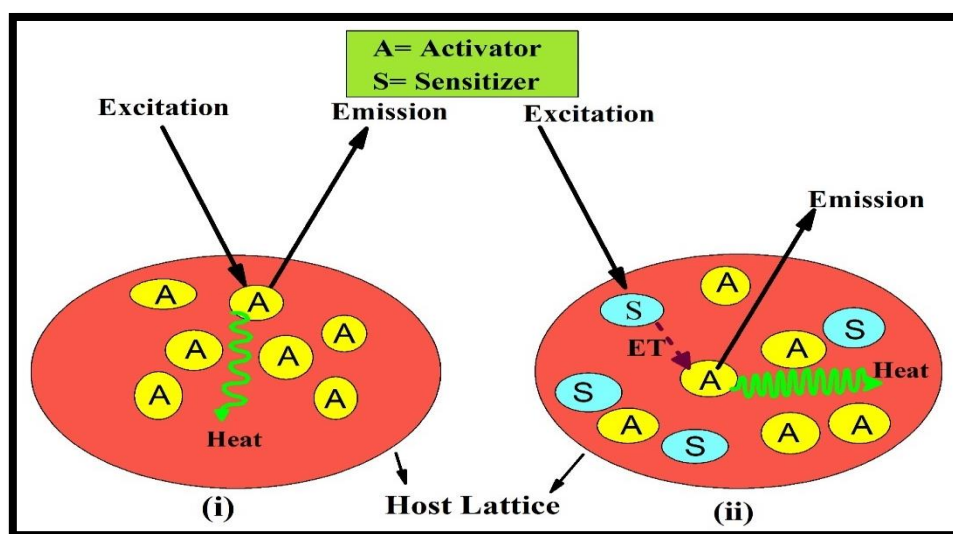 A= Activator
S= Sensitizer
Excitation
Emission
Excitation
Emission
A
A
A
A
A
A
A
Heat
(i)
A
S
S
ET
A
A
Heat
S
A
S
A
A
Host Lattice
(ii)